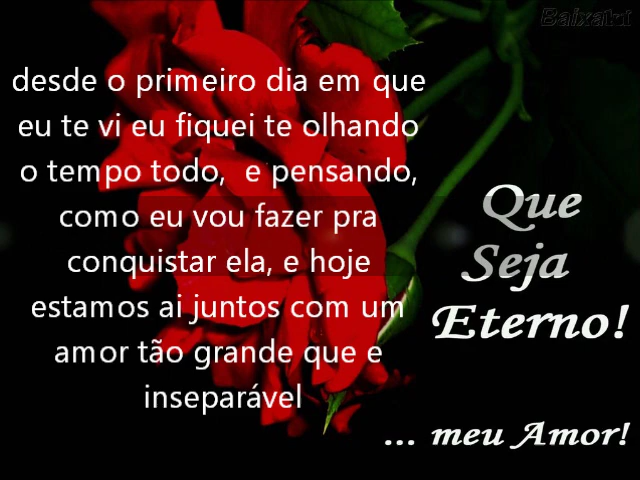 Baixaki
desde o primeiro dia em que
eu te vi eu fiquei te olhando
o tempo todo, e pensando,
como eu vou fazer pra
conquistar ela, e hoje
estamos ai juntos com um
amor tão grande que e
inseparável
Que
Seja
Eterno!
... meu Amor!